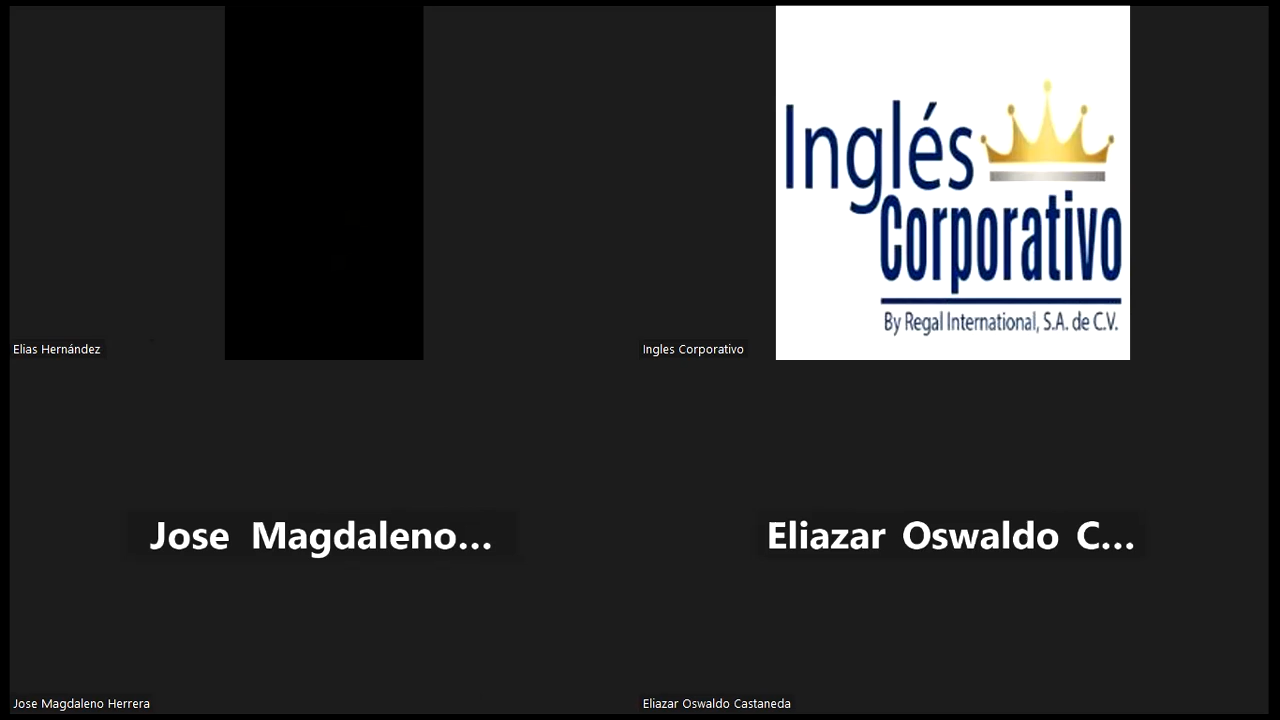 Inglés
Corporativo
By Regal International, S.A. de C.V.
Elias Hernández
Ingles Corporativo
Jose Magdaleno...
Eliazar Oswaldo C...
Jose Magdaleno Herrera
Eliazar Oswaldo Castaneda